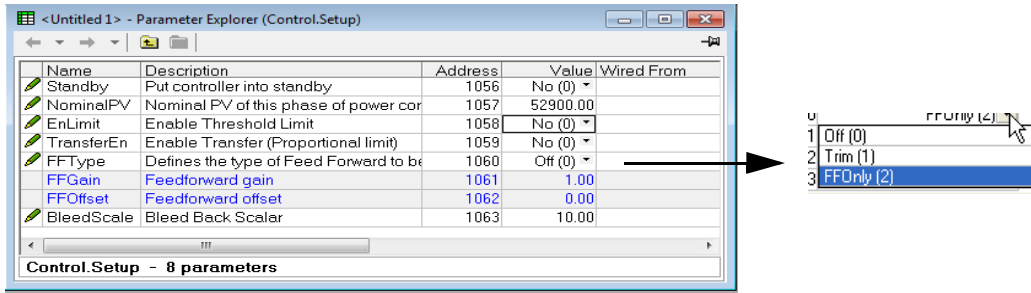 <Untitled 1> - Parameter Explorer (Control.Setup)
Name Description Address Value Wired From
Standby Put controller into standby 1056 No (0)
NominalPV Nominal PV of this phase of power cor 1057 52900.00
EnLimit Enable Threshold Limit 1058 No (0)
TransferEn Enable Transfer (Proportional limit) 1059 No (0)
FFType Defines the type of Feed Forward to be 1060 Off (0)
FFGain Feedforward gain 1061 1.00
FFOffset Feedforward offset 1062 0.00
BleedScale Bleed Back Scalar 1063 10.00
Control.Setup - 8 parameters
0 FFOnly (2)
1 Off (0)
2 Trim (1)
3 FFOnly (2)